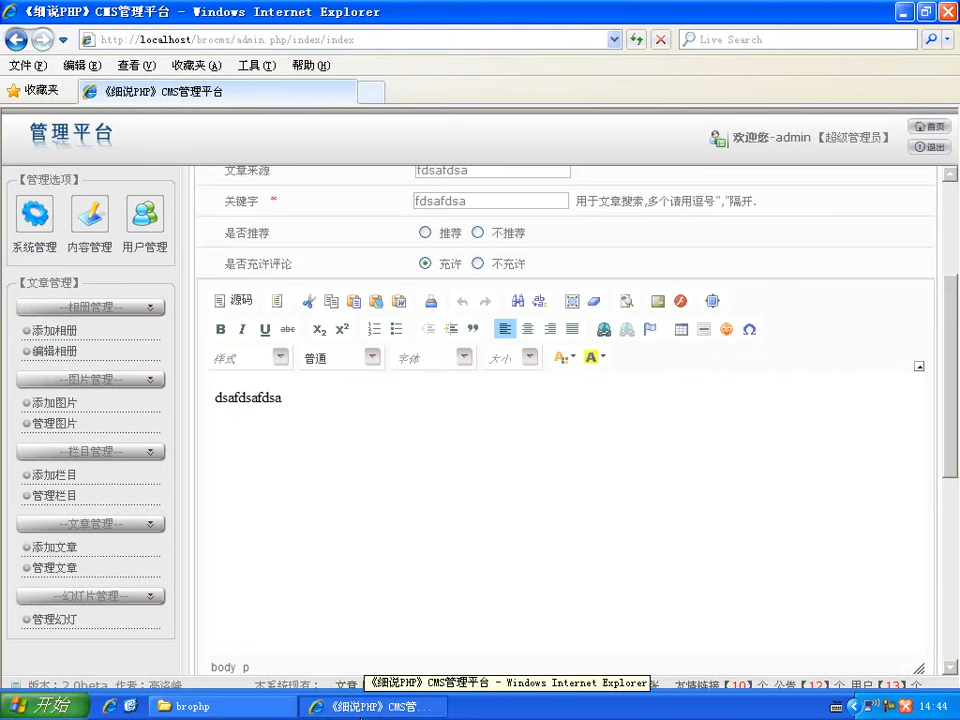 《细说PHP》CMS管理平台 - Windows Internet Explorer
http://localhost/brocms/admin.php/index/index
Live Search
文件(F) 编辑(E) 查看(V) 收藏夹(A) 工具(T) 帮助(H)
收藏夹
《细说PHP》CMS管理平台
管理平台
欢迎您-admin 【超级管理员】
首页
退出
【管理选项】
系统管理 内容管理 用户管理
【文章管理】
--相册管理--
添加相册
编辑相册
--图片管理--
添加图片
管理图片
--栏目管理--
添加栏目
管理栏目
--文章管理--
添加文章
管理文章
--幻灯片管理--
管理幻灯
文章来源 fdsafdsa
关键字 * fdsafdsa 用于文章搜索,多个请用逗号","隔开.
是否推荐 推荐 不推荐
是否允许评论 允许 不允许
源码
B I U abc X₂ X²
样式 普通 字体 大小 A
dsafdsafdsa
body p
版本：2.0beta 作者：高洛峰 本系统现有： 文章 友情链接【10】个 公告【12】个 用户【13】个
《细说PHP》CMS管理平台 - Windows Internet Explorer
开始 brophp 《细说PHP》CMS管... 14:44